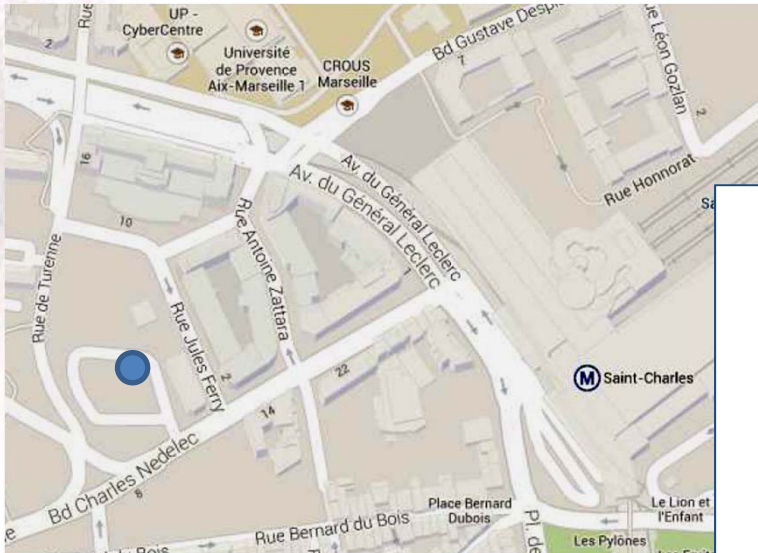 UP -
CyberCentre
Rue
2
Université
de Provence
Aix-Marseille 1
CROUS
Marseille
Bd Gustave
7
Léon Gozlan
2
Rue Honnorat
Av. du Général Leclerc
Av. du Général Leclerc
16
10
Rue de Turenne
Rue Antoine Zattara
1
Rue Jules Ferry
2
22
14
8
Bd Charles Nedelec
M Saint-Charles
Rue Bernard du Bois
Place Bernard
Dubois
Pl. de
Le Lion et
l'Enfant
Les Pylônes